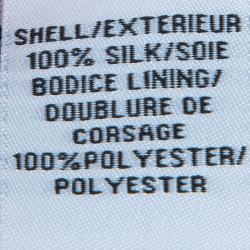 SHELL/EXTERIEUR
100% SILK/SOIE
BODICE LINING/
DOUBLURE DE
CORSAGE
100%POLYESTER/
POLYESTER